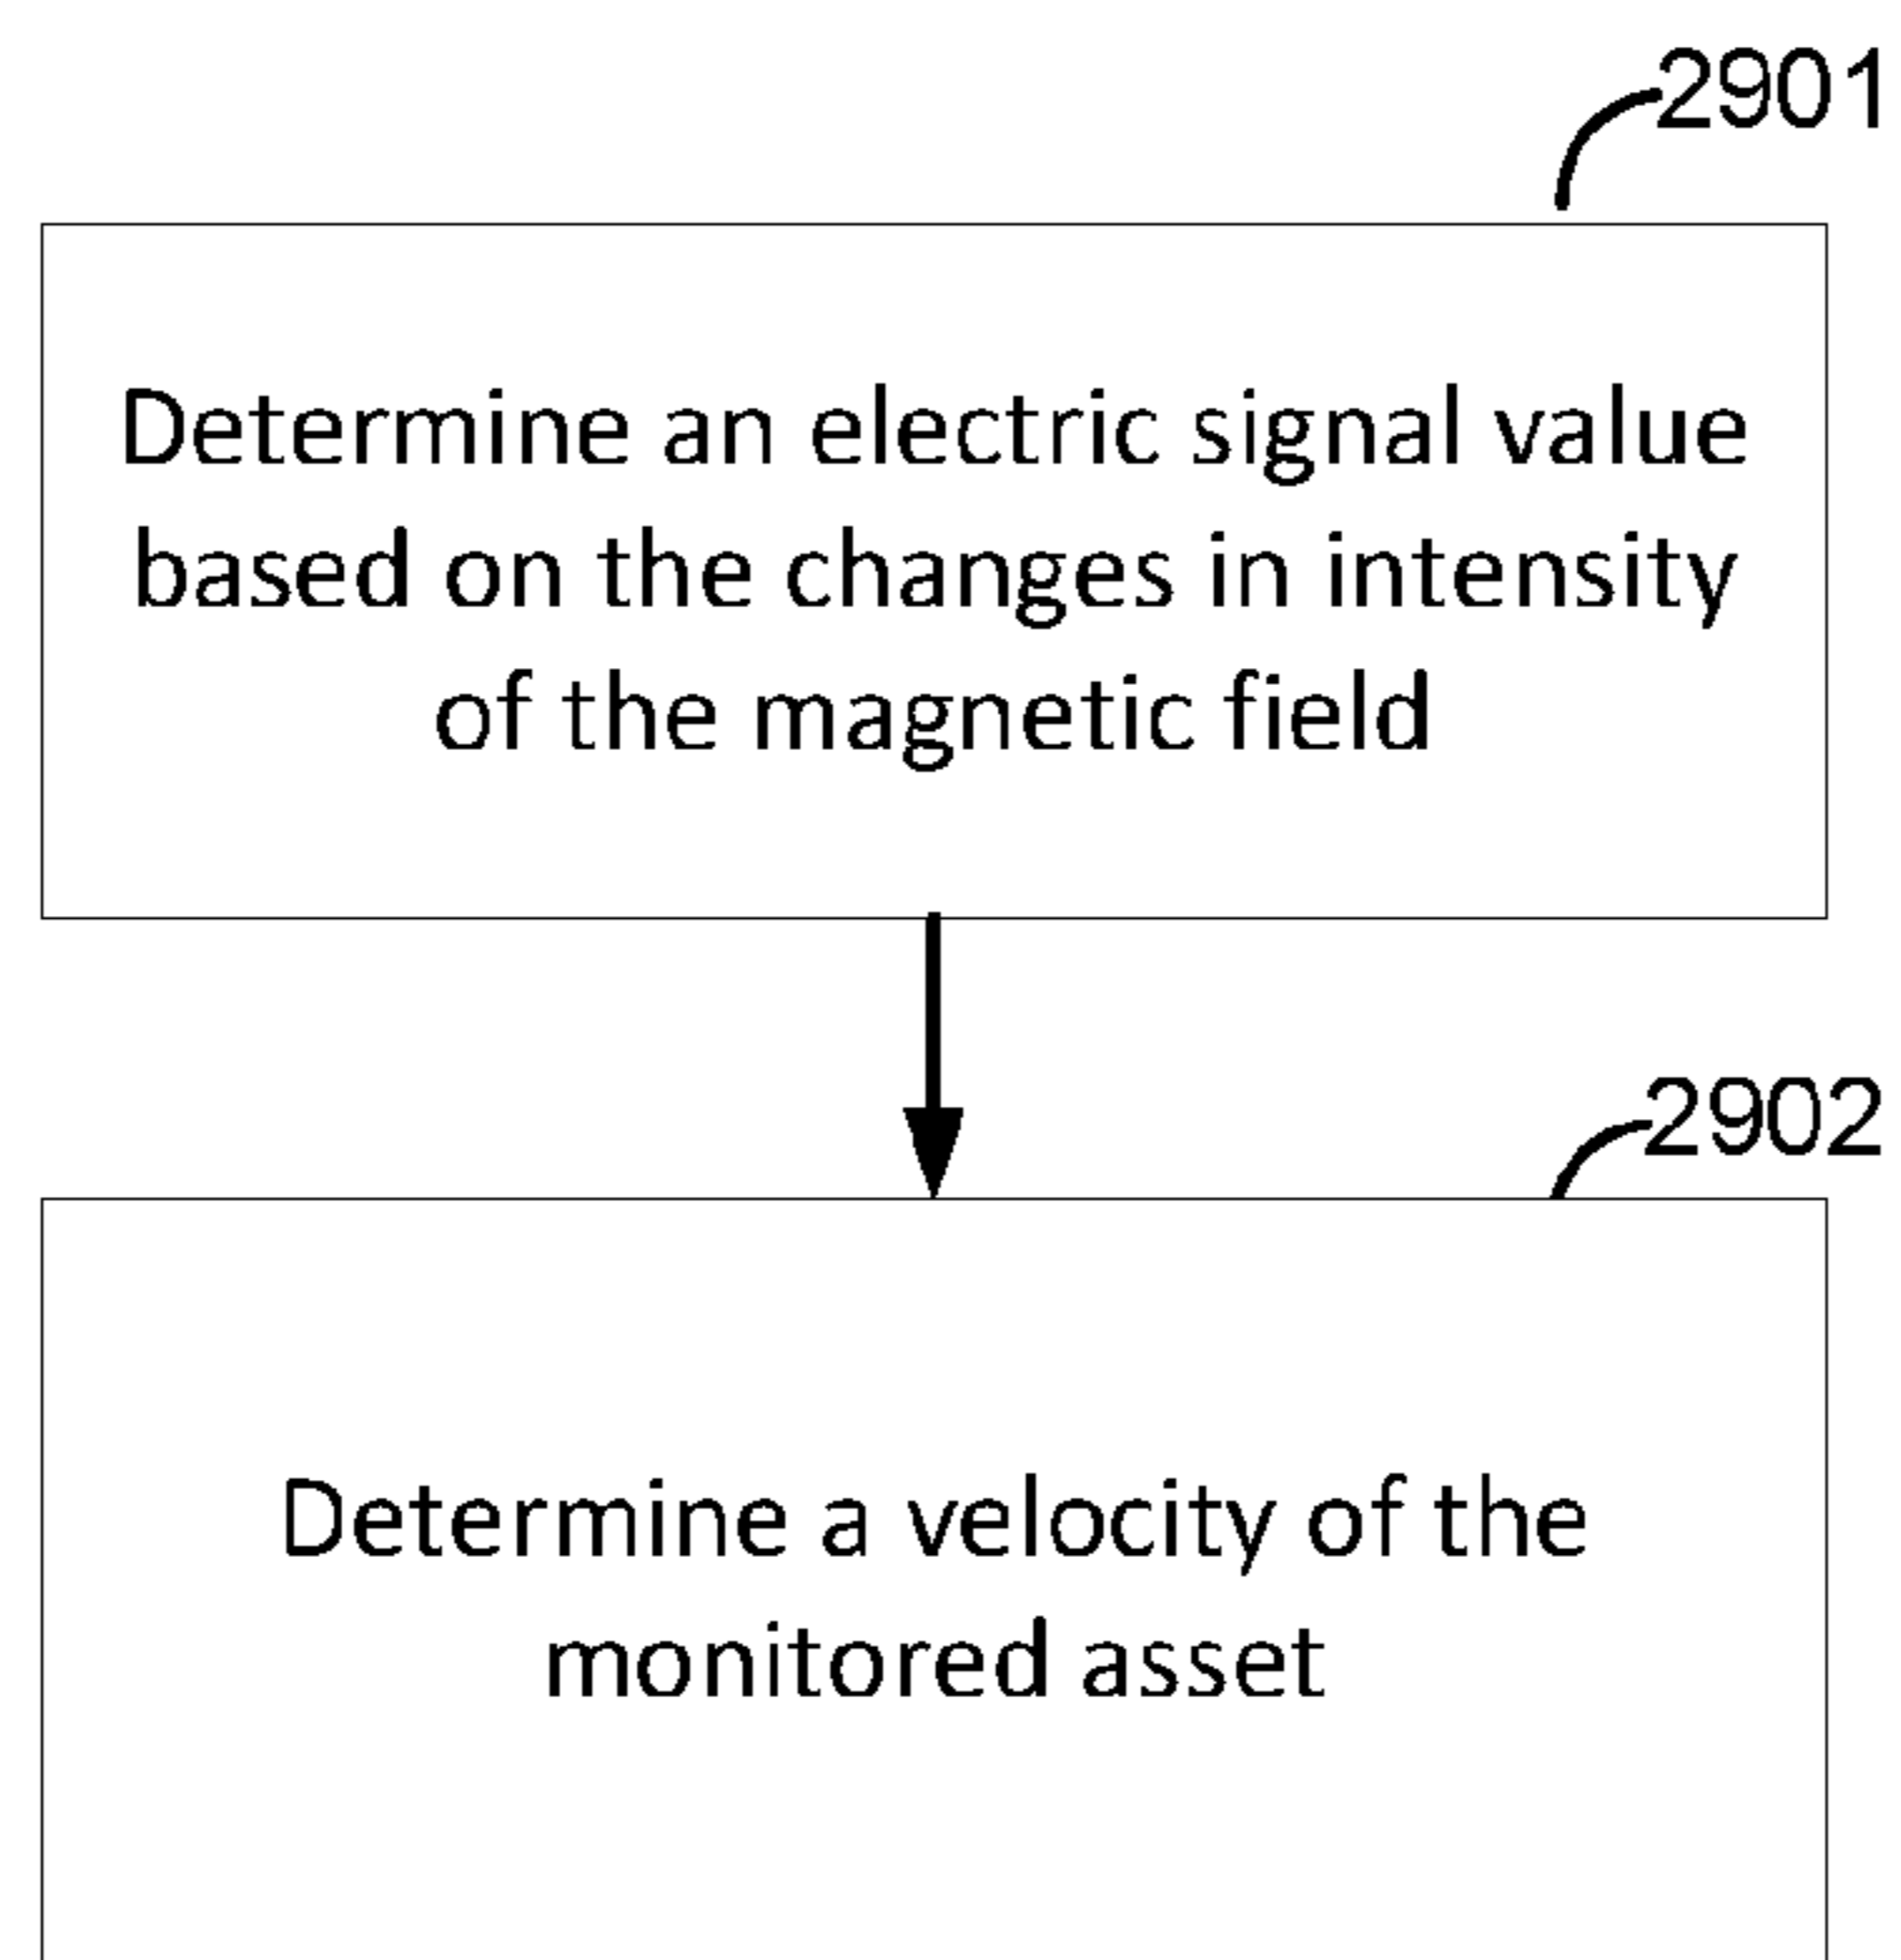 2901
Determine an electric signal value
based on the changes in intensity
of the magnetic field
2902
Determine a velocity of the
monitored asset